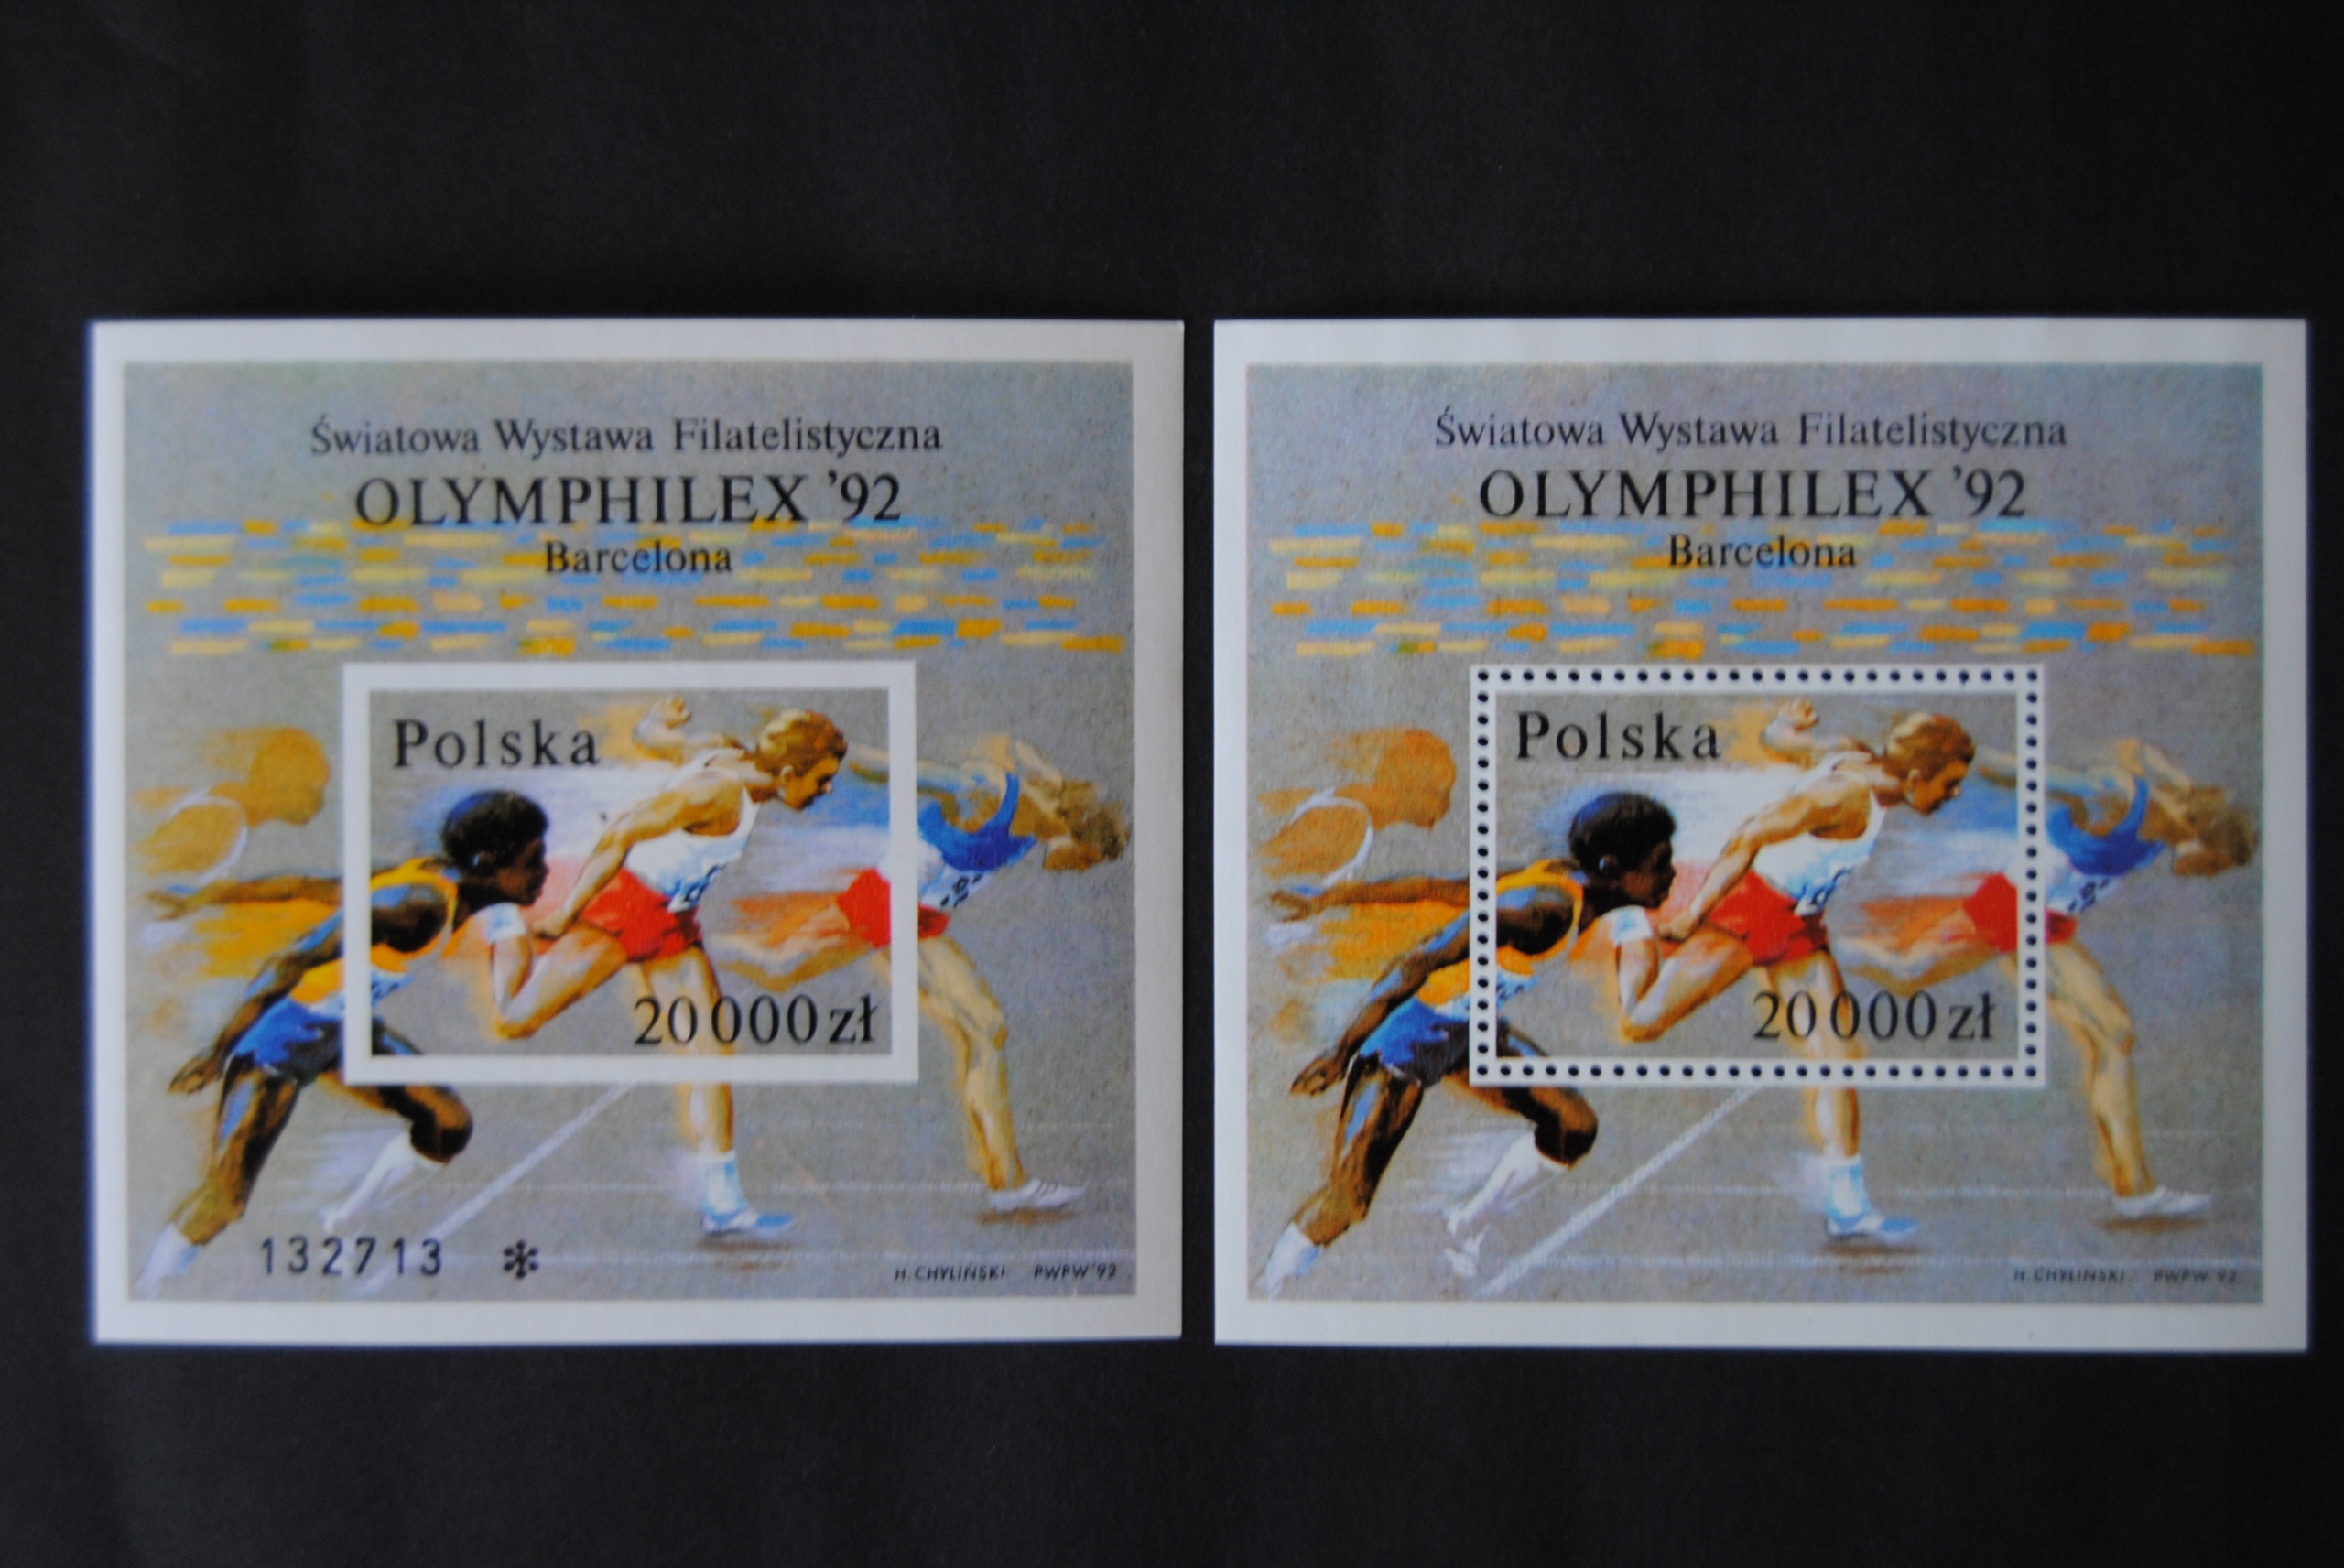 Światowa Wystawa Filatelistyczna
OLYMPHILEX '92
Barcelona
Polska
20 000 zł
132713 *
H. CHYLIŃSKI PWPW '92
Światowa Wystawa Filatelistyczna
OLYMPHILEX '92
Barcelona
Polska
20 000 zł
H. CHYLIŃSKI PWPW '92